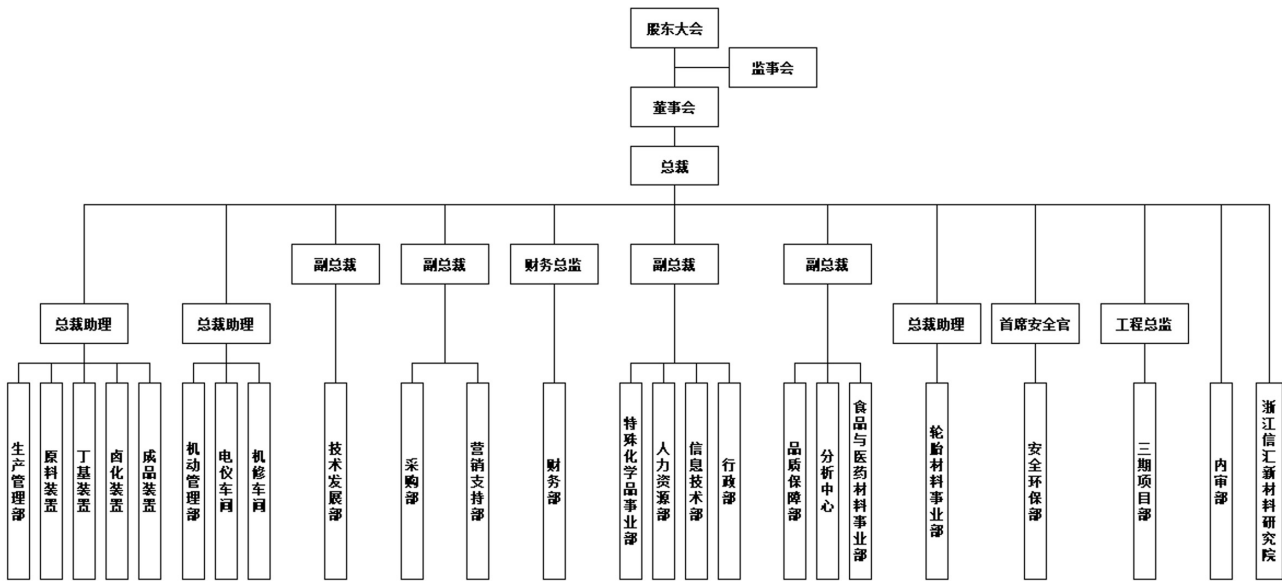 股东大会
监事会
董事会
总裁
副总裁
副总裁
财务总监
副总裁
副总裁
总裁助理
总裁助理
总裁助理
首席安全官
工程总监
生产管理部
原料装置
丁基装置
卤化装置
成品装置
机动管理部
电仪车间
机修车间
技术发展部
采购部
营销支持部
财务部
特殊化学品事业部
人力资源部
信息技术部
行政部
品质保障部
分析中心
食品与医药材料事业部
轮胎材料事业部
安全环保部
三期项目部
内审部
浙江信汇新材料研究院